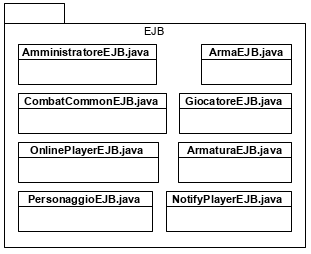 EJB
AmministratoreEJB.java
ArmaEJB.java
CombatCommonEJB.java
GiocatoreEJB.java
OnlinePlayerEJB.java
ArmaturaEJB.java
PersonaggioEJB.java
NotifyPlayerEJB.java